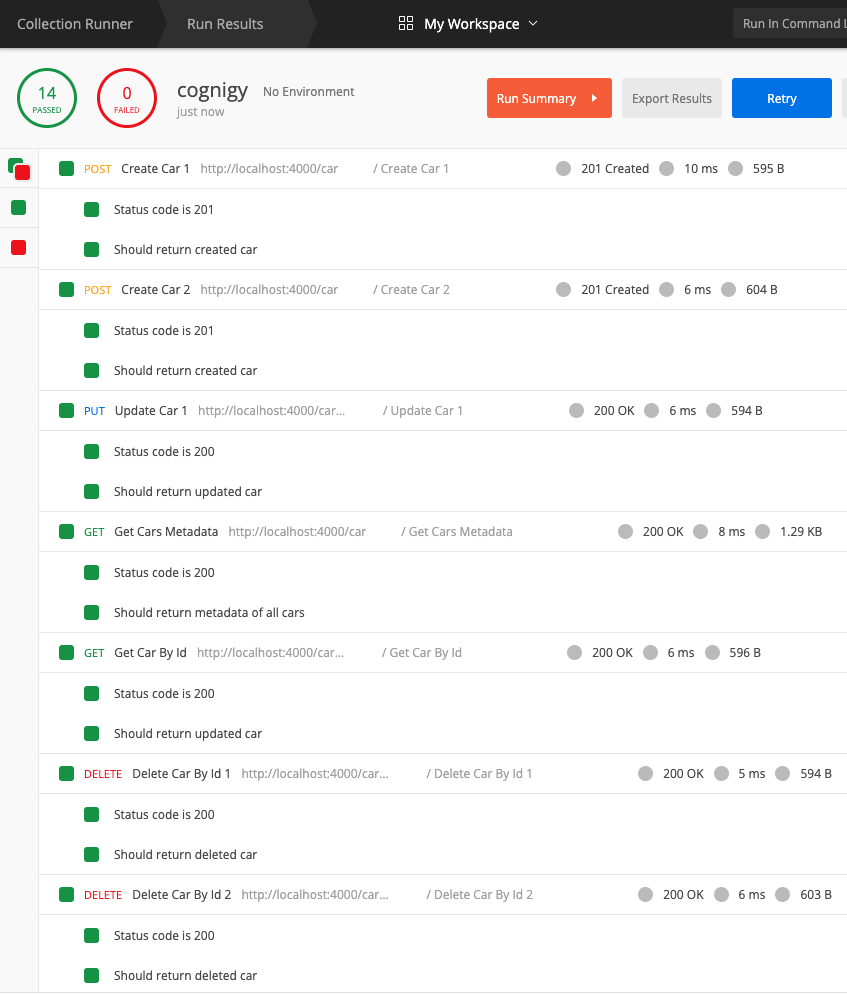 Collection Runner Run Results My Workspace Run In Command L
14 PASSED 0 FAILED cognigy No Environment Run Summary Export Results Retry
just now
POST Create Car 1 http://localhost:4000/car / Create Car 1 201 Created 10 ms 595 B
Status code is 201
Should return created car
POST Create Car 2 http://localhost:4000/car / Create Car 2 201 Created 6 ms 604 B
Status code is 201
Should return created car
PUT Update Car 1 http://localhost:4000/car... / Update Car 1 200 OK 6 ms 594 B
Status code is 200
Should return updated car
GET Get Cars Metadata http://localhost:4000/car / Get Cars Metadata 200 OK 8 ms 1.29 KB
Status code is 200
Should return metadata of all cars
GET Get Car By Id http://localhost:4000/car... / Get Car By Id 200 OK 6 ms 596 B
Status code is 200
Should return updated car
DELETE Delete Car By Id 1 http://localhost:4000/car... / Delete Car By Id 1 200 OK 5 ms 594 B
Status code is 200
Should return deleted car
DELETE Delete Car By Id 2 http://localhost:4000/car... / Delete Car By Id 2 200 OK 6 ms 603 B
Status code is 200
Should return deleted car